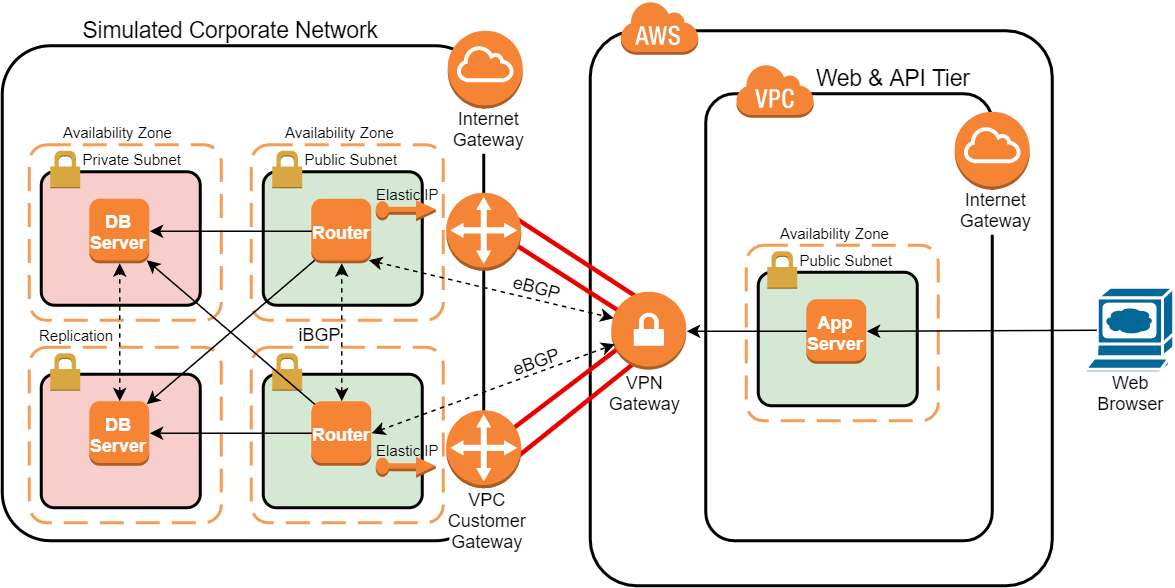 Simulated Corporate Network
AWS
Internet
Gateway
Web & API Tier
VPC
Availability Zone
Private Subnet
DB
Server
Availability Zone
Public Subnet
Elastic IP
Router
Internet
Gateway
Availability Zone
Public Subnet
App
Server
eBGP
Replication
iBGP
eBGP
VPN
Gateway
Web
Browser
DB
Server
Router
Elastic IP
VPC
Customer
Gateway